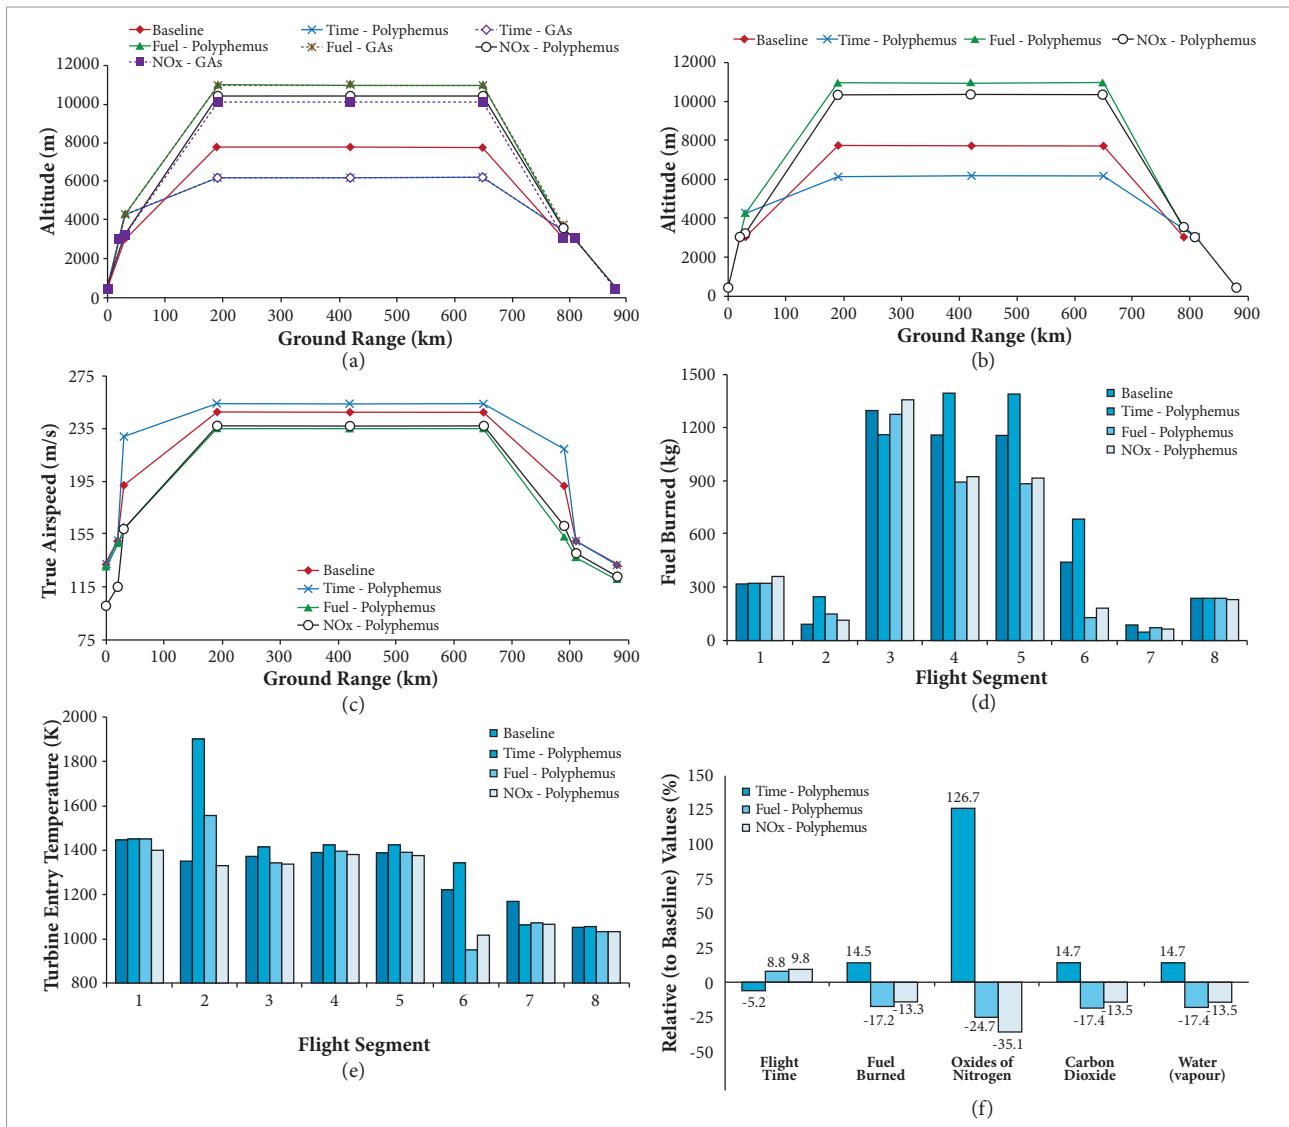 Baseline
Time - Polyphemus
Time - GAs
Fuel - Polyphemus
Fuel - GAs
NOx - Polyphemus
NOx - GAs
12000
10000
8000
6000
4000
2000
0
Altitude (m)
0 100 200 300 400 500 600 700 800 900
Ground Range (km)
(a)
Baseline
Time - Polyphemus
Fuel - Polyphemus
NOx - Polyphemus
12000
10000
8000
6000
4000
2000
0
Altitude (m)
0 100 200 300 400 500 600 700 800 900
Ground Range (km)
(b)
275
235
195
155
115
75
True Airspeed (m/s)
Baseline
Time - Polyphemus
Fuel - Polyphemus
NOx - Polyphemus
0 100 200 300 400 500 600 700 800 900
Ground Range (km)
(c)
1500
1200
900
600
300
0
Fuel Burned (kg)
Baseline
Time - Polyphemus
Fuel - Polyphemus
NOx - Polyphemus
1 2 3 4 5 6 7 8
Flight Segment
(d)
2000
1800
1600
1400
1200
1000
800
Turbine Entry Temperature (K)
Baseline
Time - Polyphemus
Fuel - Polyphemus
NOx - Polyphemus
1 2 3 4 5 6 7 8
Flight Segment
(e)
150
125
100
75
50
25
0
-25
-50
Relative (to Baseline) Values (%)
Time - Polyphemus
Fuel - Polyphemus
NOx - Polyphemus
-5.2
8.8
9.8
14.5
-17.2
-13.3
126.7
-24.7
-35.1
14.7
-17.4
-13.5
14.7
-17.4
-13.5
Flight
Time
Fuel
Burned
Oxides of
Nitrogen
Carbon
Dioxide
Water
(vapour)
(f)